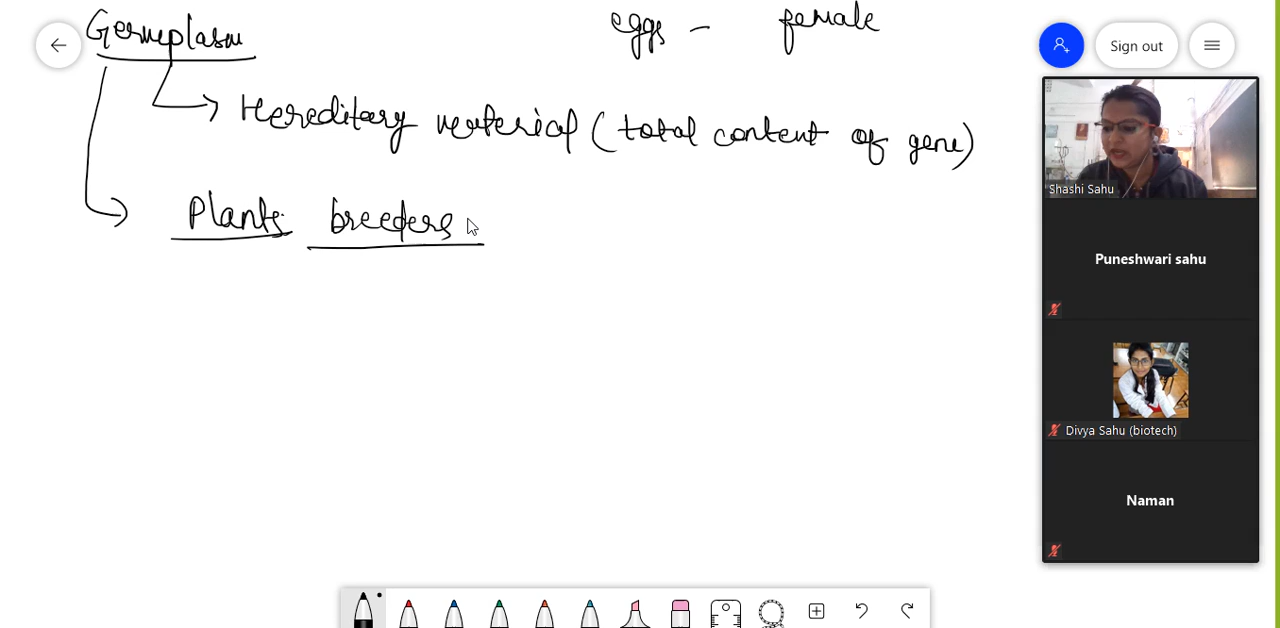 Germplasm
eggs - female
Hereditary material (total content of gene)
Plants breeders
Sign out
Shashi Sahu
Puneshwari sahu
Divya Sahu (biotech)
Naman